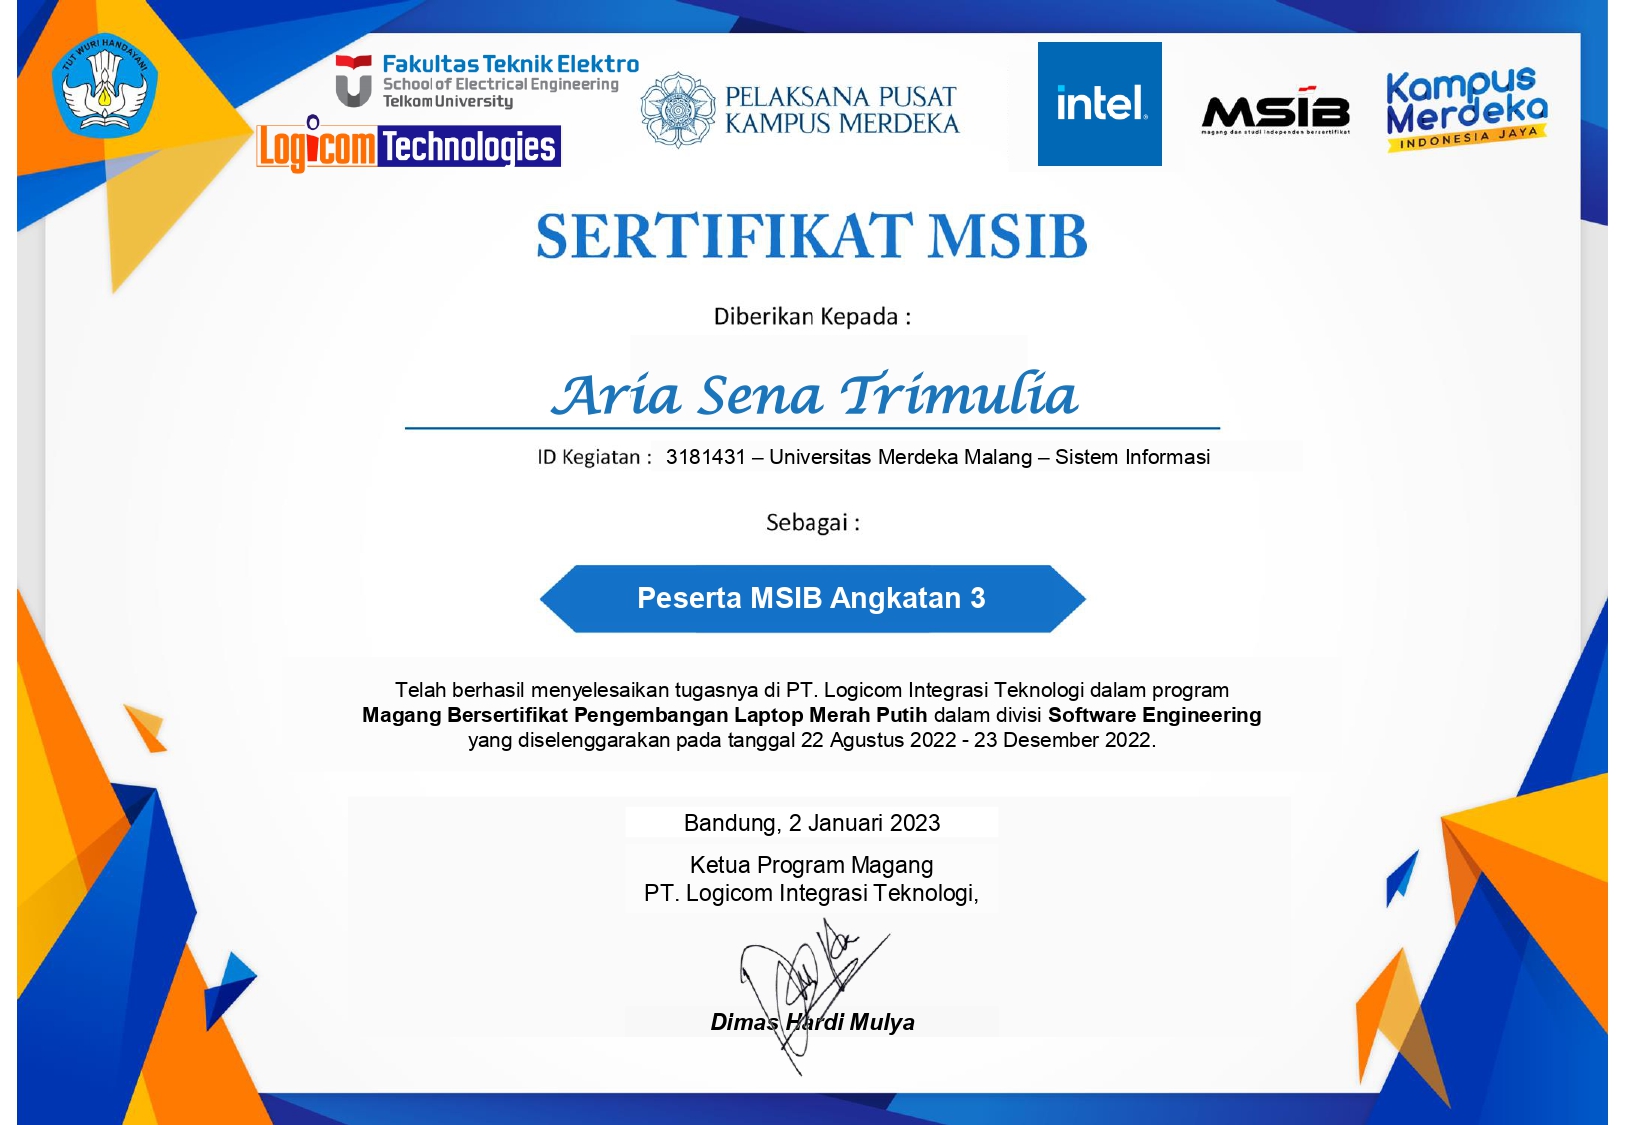 TUT WURI HANDAYANI
Fakultas Teknik Elektro
School of Electrical Engineering
Telkom University
Logicom Technologies
PELAKSANA PUSAT
KAMPUS MERDEKA
intel.
MSIB
magang dan studi independen bersertifikat
Kampus
Merdeka
INDONESIA JAYA
SERTIFIKAT MSIB
Diberikan Kepada :
Aria Sena Trimulia
ID Kegiatan : 3181431 – Universitas Merdeka Malang – Sistem Informasi
Sebagai :
Peserta MSIB Angkatan 3
Telah berhasil menyelesaikan tugasnya di PT. Logicom Integrasi Teknologi dalam program
Magang Bersertifikat Pengembangan Laptop Merah Putih dalam divisi Software Engineering
yang diselenggarakan pada tanggal 22 Agustus 2022 - 23 Desember 2022.
Bandung, 2 Januari 2023
Ketua Program Magang
PT. Logicom Integrasi Teknologi,
Dimas Hardi Mulya